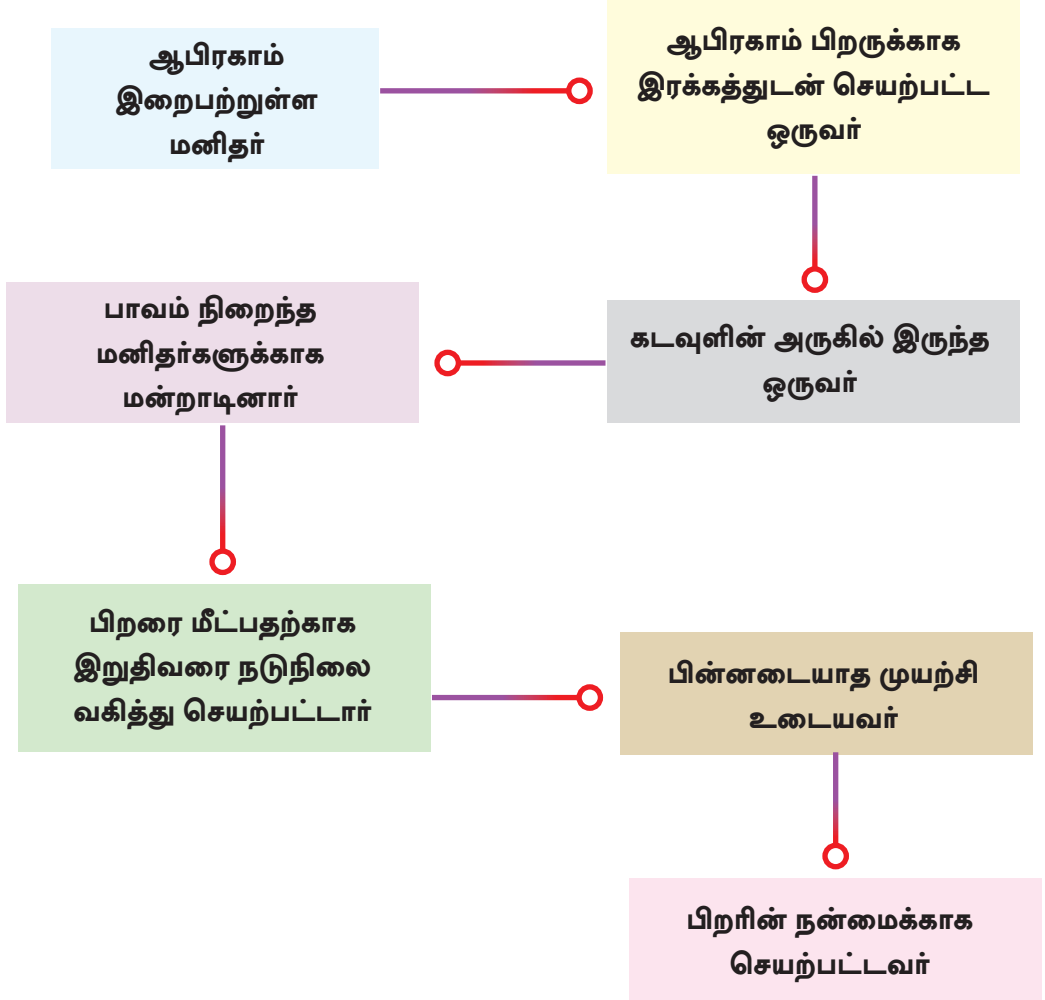 ஆபிரகாம்
இறைபற்றுள்ள
மனிதர்
ஆபிரகாம் பிறருக்காக
இரக்கத்துடன் செயற்பட்ட
ஒருவர்
கடவுளின் அருகில் இருந்த
ஒருவர்
பாவம் நிறைந்த
மனிதர்களுக்காக
மன்றாடினார்
பிறரை மீட்பதற்காக
இறுதிவரை நடுநிலை
வகித்து செயற்பட்டார்
பின்னடையாத முயற்சி
உடையவர்
பிறரின் நன்மைக்காக
செயற்பட்டவர்